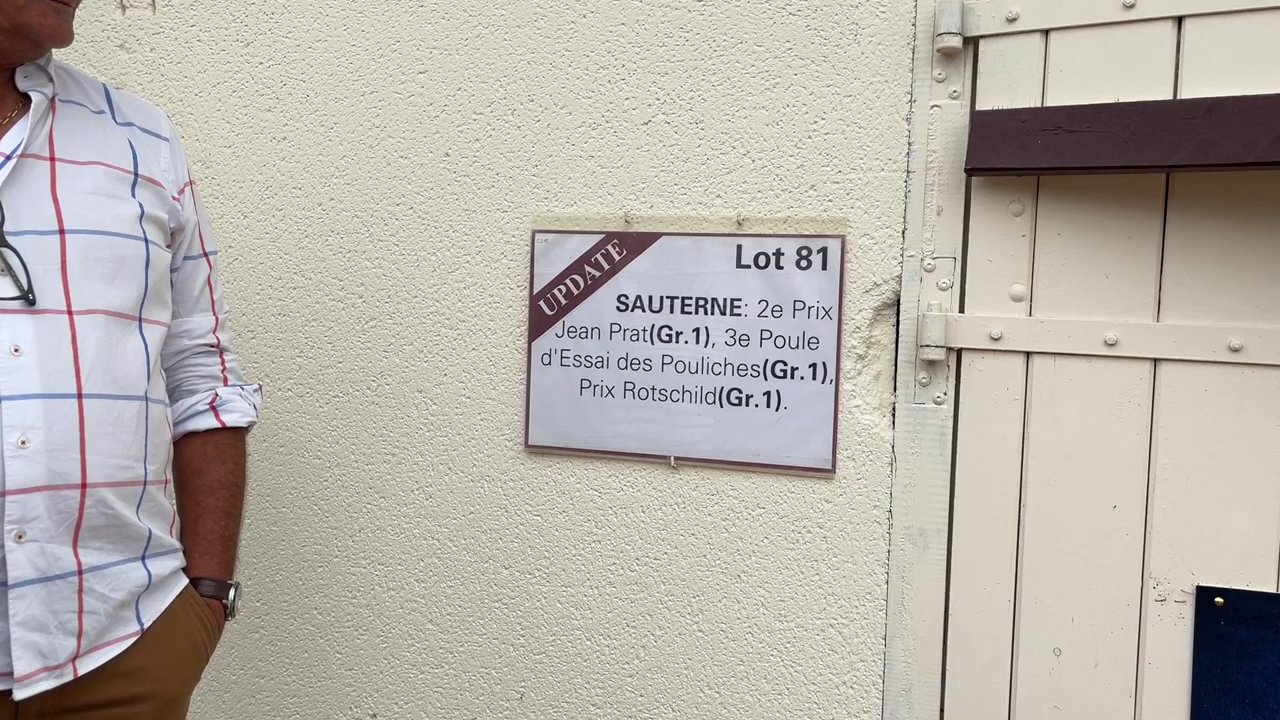 UPDATE
Lot 81
SAUTERNE: 2e Prix
Jean Prat(Gr.1), 3e Poule
d'Essai des Pouliches(Gr.1),
Prix Rotschild(Gr.1).